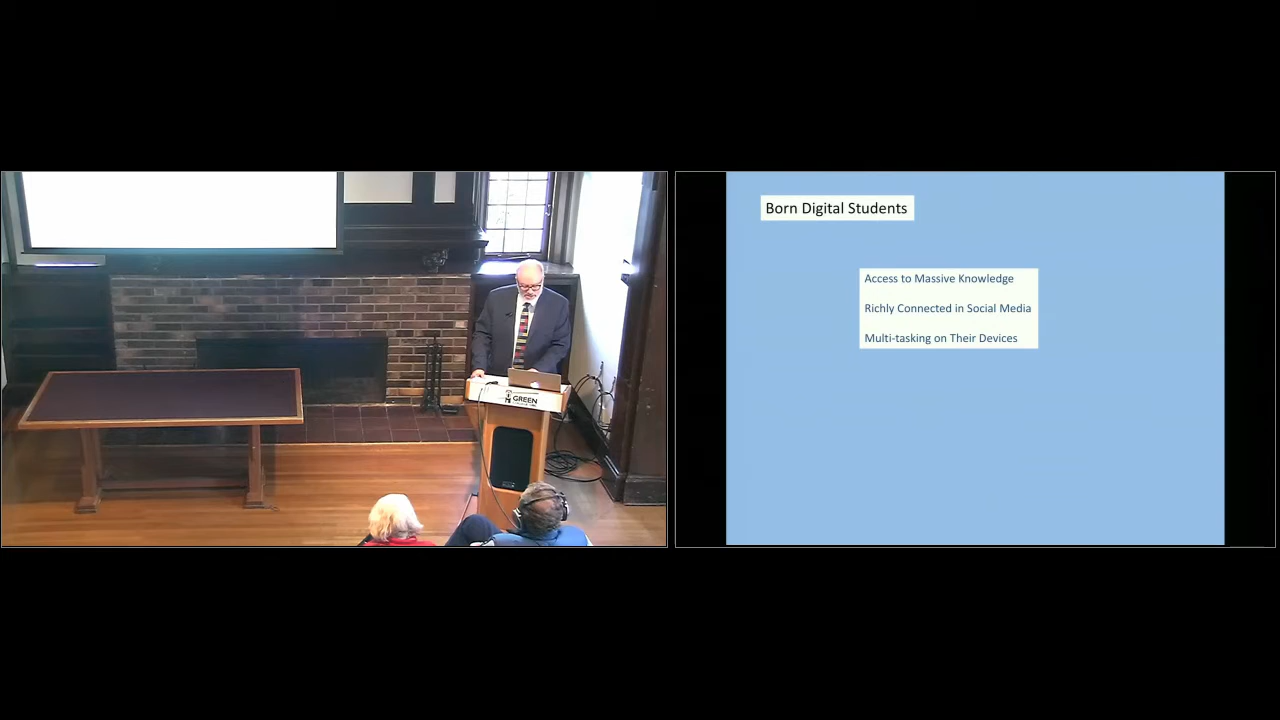 GREEN
Born Digital Students
Access to Massive Knowledge
Richly Connected in Social Media
Multi-tasking on Their Devices